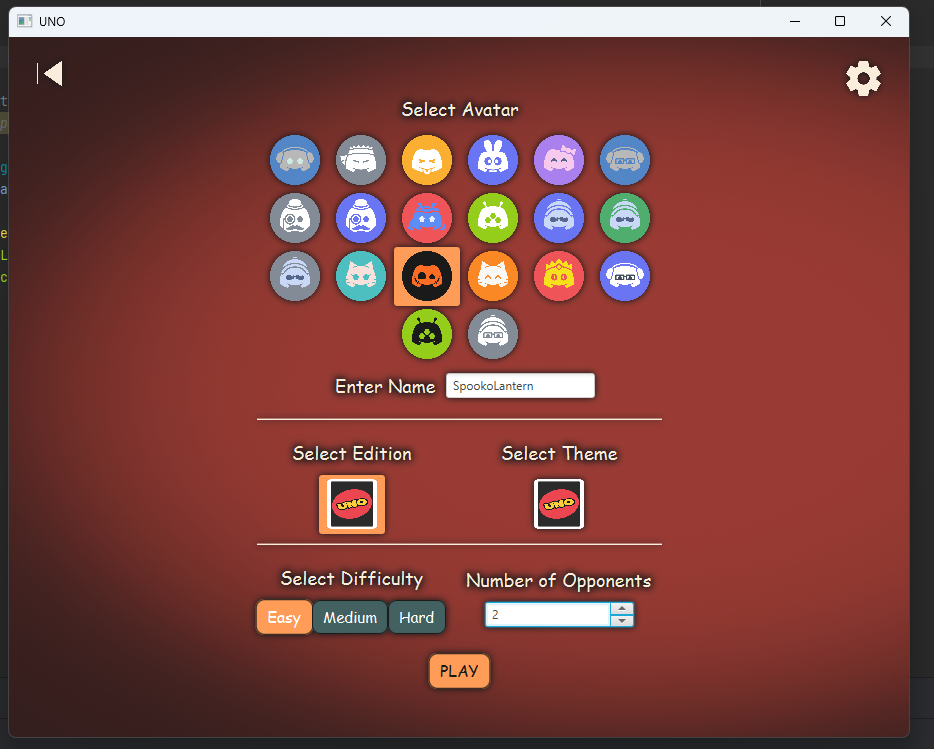 UNO
Select Avatar
Enter Name SpookoLantern
Select Edition Select Theme
UNO UNO
Select Difficulty Number of Opponents
Easy Medium Hard 2
PLAY
t
p
g
a
e
L
c